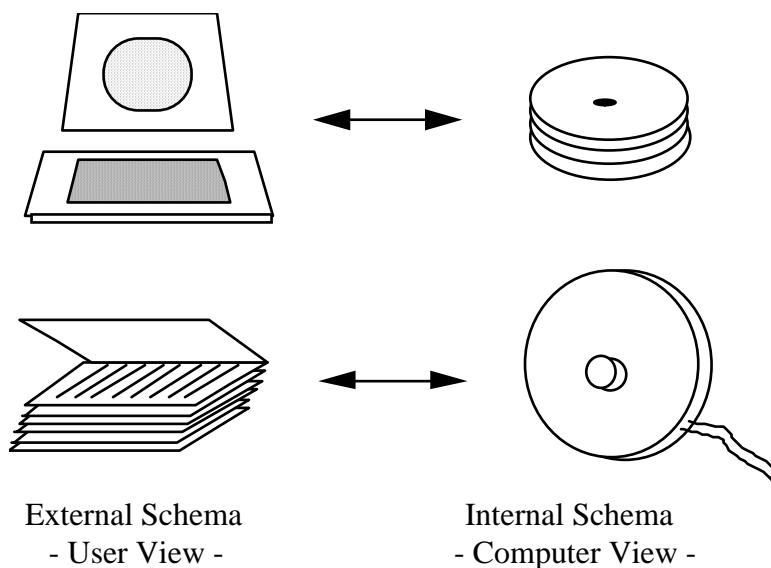 External Schema
- User View -
Internal Schema
- Computer View -